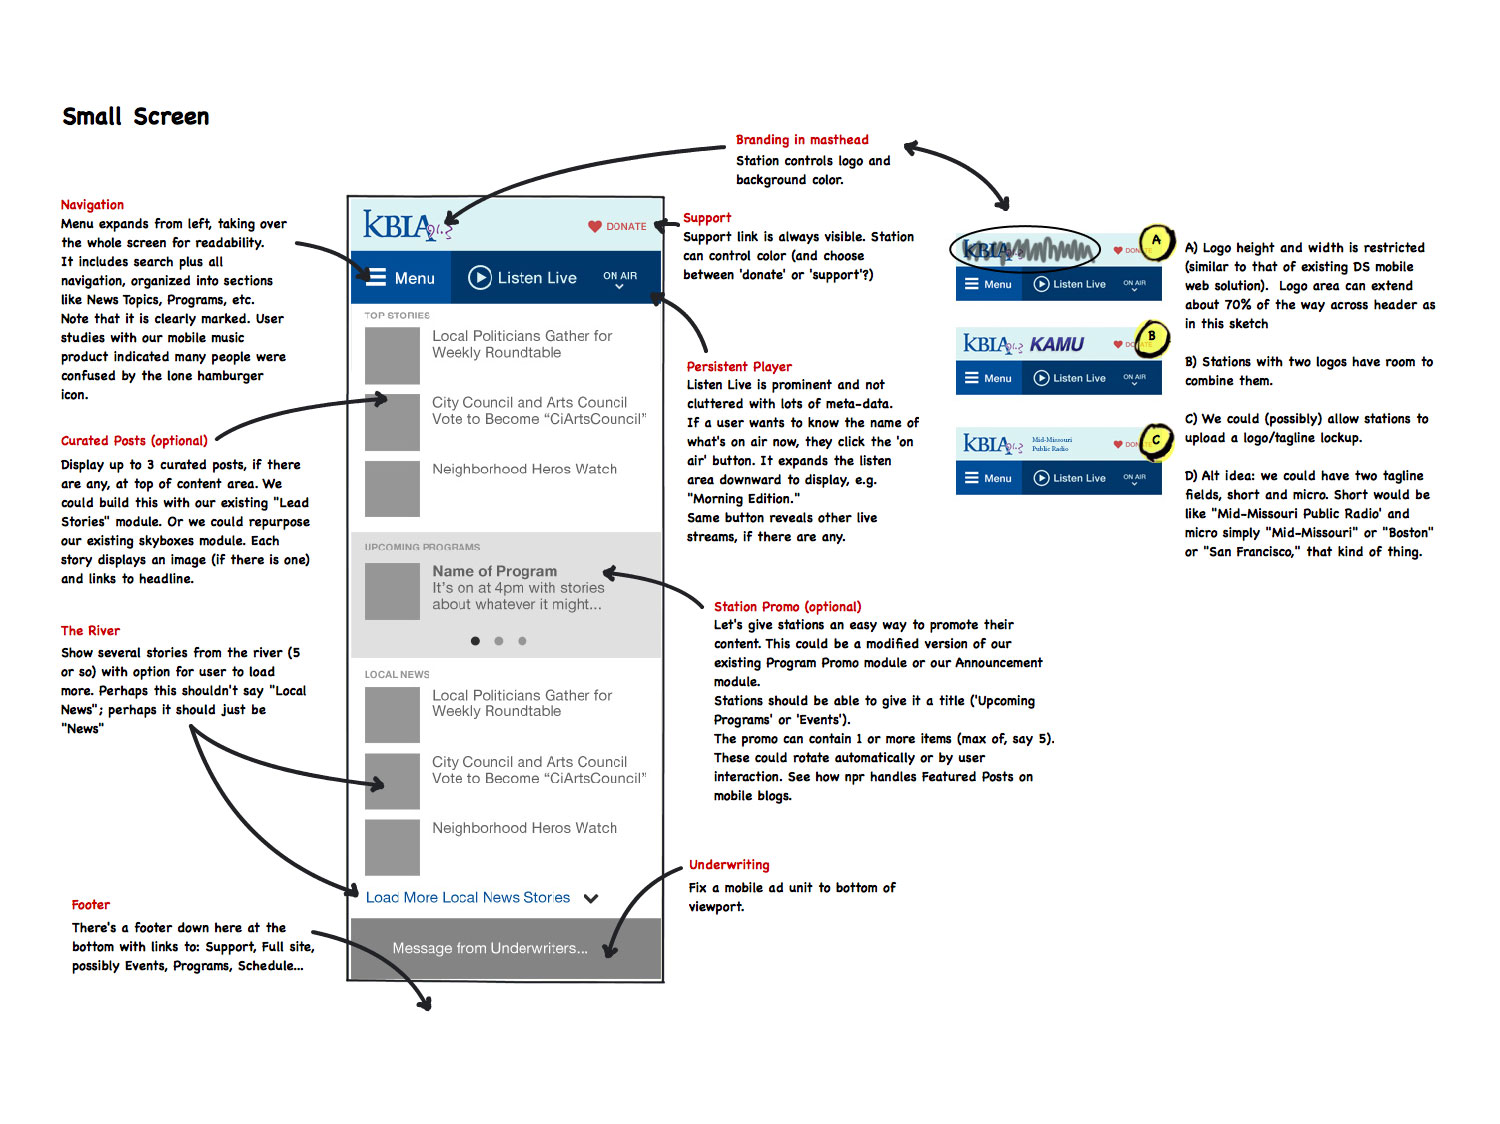 Small Screen
Branding in masthead
Station controls logo and
background color.
Navigation
Menu expands from left, taking over
the whole screen for readability.
It includes search plus all
navigation, organized into sections
like News Topics, Programs, etc.
Note that it is clearly marked. User
studies with our mobile music
product indicated many people were
confused by the lone hamburger
icon.
Curated Posts (optional)
Display up to 3 curated posts, if there
are any, at top of content area. We
could build this with our existing "Lead
Stories" module. Or we could repurpose
our existing skyboxes module. Each
story displays an image (if there is one)
and links to headline.
The River
Show several stories from the river (5
or so) with option for user to load
more. Perhaps this shouldn't say "Local
News"; perhaps it should just be
"News"
Footer
There's a footer down here at the
bottom with links to: Support, Full site,
possibly Events, Programs, Schedule...
KBIA 91.3
DONATE
Menu
Listen Live
ON AIR
TOP STORIES
Local Politicians Gather for
Weekly Roundtable
City Council and Arts Council
Vote to Become “CiArtsCouncil”
Neighborhood Heros Watch
UPCOMING PROGRAMS
Name of Program
It's on at 4pm with stories
about whatever it might...
LOCAL NEWS
Local Politicians Gather for
Weekly Roundtable
City Council and Arts Council
Vote to Become “CiArtsCouncil”
Neighborhood Heros Watch
Load More Local News Stories
Message from Underwriters...
Support
Support link is always visible. Station
can control color (and choose
between 'donate' or 'support'?)
Persistent Player
Listen Live is prominent and not
cluttered with lots of meta-data.
If a user wants to know the name of
what's on air now, they click the 'on
air' button. It expands the listen
area downward to display, e.g.
"Morning Edition."
Same button reveals other live
streams, if there are any.
Station Promo (optional)
Let's give stations an easy way to promote their
content. This could be a modified version of our
existing Program Promo module or our Announcement
module.
Stations should be able to give it a title ('Upcoming
Programs' or 'Events').
The promo can contain 1 or more items (max of, say 5).
These could rotate automatically or by user
interaction. See how npr handles Featured Posts on
mobile blogs.
Underwriting
Fix a mobile ad unit to bottom of
viewport.
KBIA
DON
A
Menu
Listen Live
ON AIR
KBIA 91.3 KAMU
DONATE
B
Menu
Listen Live
ON AIR
KBIA 91.3
Mid-Missouri
Public Radio
DON
C
Menu
Listen Live
ON AIR
A) Logo height and width is restricted
(similar to that of existing DS mobile
web solution). Logo area can extend
about 70% of the way across header as
in this sketch
B) Stations with two logos have room to
combine them.
C) We could (possibly) allow stations to
upload a logo/tagline lockup.
D) Alt idea: we could have two tagline
fields, short and micro. Short would be
like "Mid-Missouri Public Radio' and
micro simply "Mid-Missouri" or "Boston"
or "San Francisco," that kind of thing.